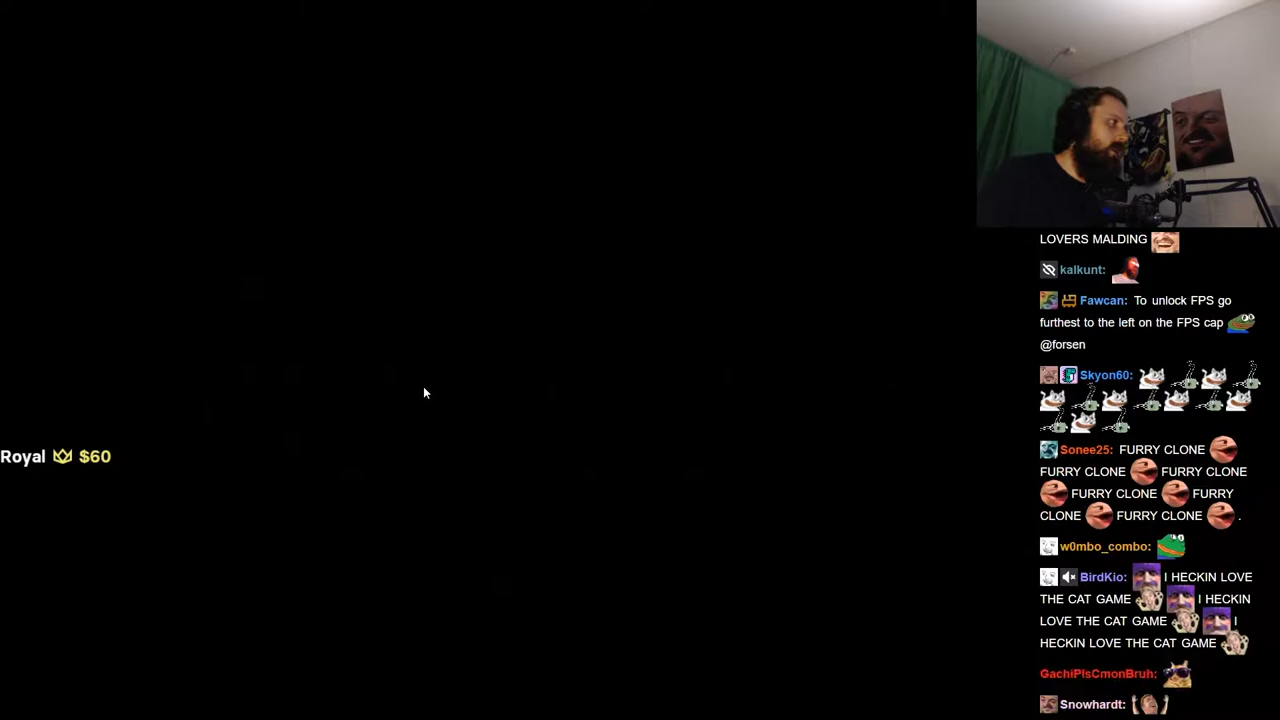 LOVERS MALDING
kalkunt:
Fawcan: To unlock FPS go
furthest to the left on the FPS cap
@forsen
Skyon60:
Sonee25: FURRY CLONE
FURRY CLONE FURRY CLONE
FURRY CLONE FURRY
CLONE FURRY CLONE .
w0mbo_combo:
BirdKio: I HECKIN LOVE
THE CAT GAME I HECKIN
LOVE THE CAT GAME I
HECKIN LOVE THE CAT GAME
GachiPlsCmonBruh:
Snowhardt:
Royal $60